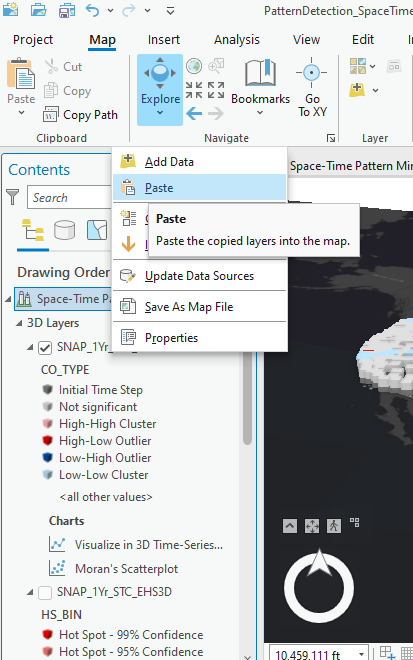 PatternDetection_SpaceTime
Project Map Insert Analysis View Edit
Paste
Cut
Copy
Copy Path
Clipboard
Explore
Bookmarks
Go
To XY
Navigate
Layer
Contents
Search
Drawing Order
Space-Time Pa
3D Layers
SNAP_1Yr_
CO_TYPE
Initial Time Step
Not significant
High-High Cluster
High-Low Outlier
Low-High Outlier
Low-Low Cluster
<all other values>
Charts
Visualize in 3D Time-Series...
Moran's Scatterplot
SNAP_1Yr_STC_EHS3D
HS_BIN
Hot Spot - 99% Confidence
Hot Spot - 95% Confidence
Add Data
Paste
Paste
Paste the copied layers into the map.
Update Data Sources
Save As Map File
Properties
Space-Time Pattern Min
10,459,111 ft